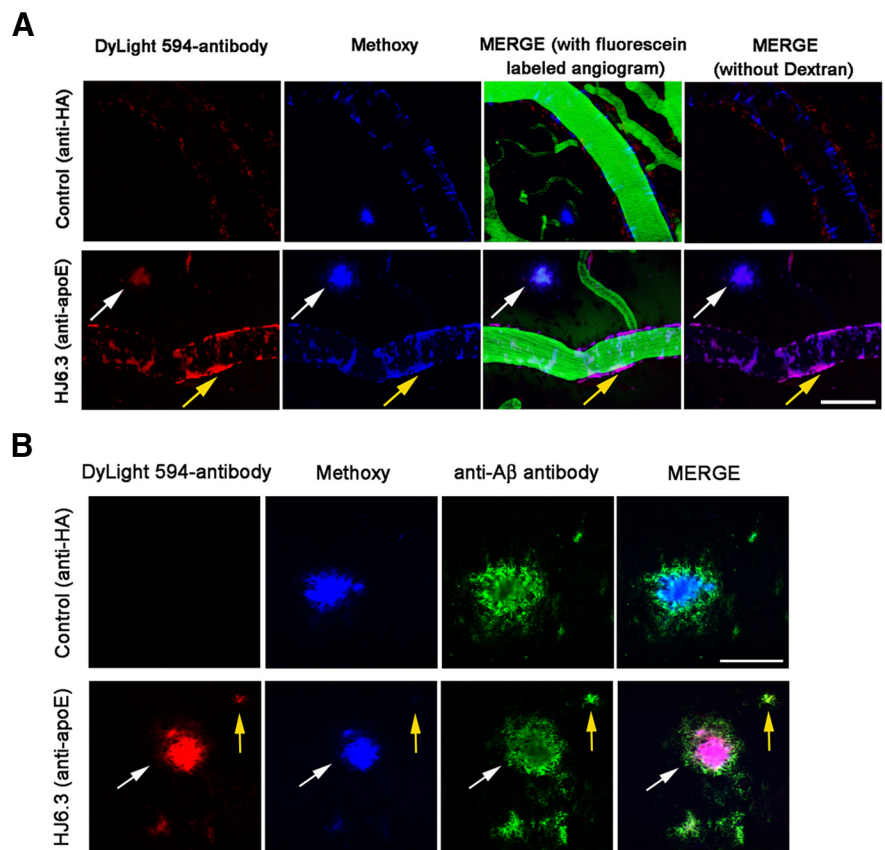 A
DyLight 594-antibody
Methoxy
MERGE (with fluorescein
labeled angiogram)
MERGE
(without Dextran)
Control (anti-HA)
HJ6.3 (anti-apoE)
B
DyLight 594-antibody
Methoxy
anti-Aβ antibody
MERGE
Control (anti-HA)
HJ6.3 (anti-apoE)